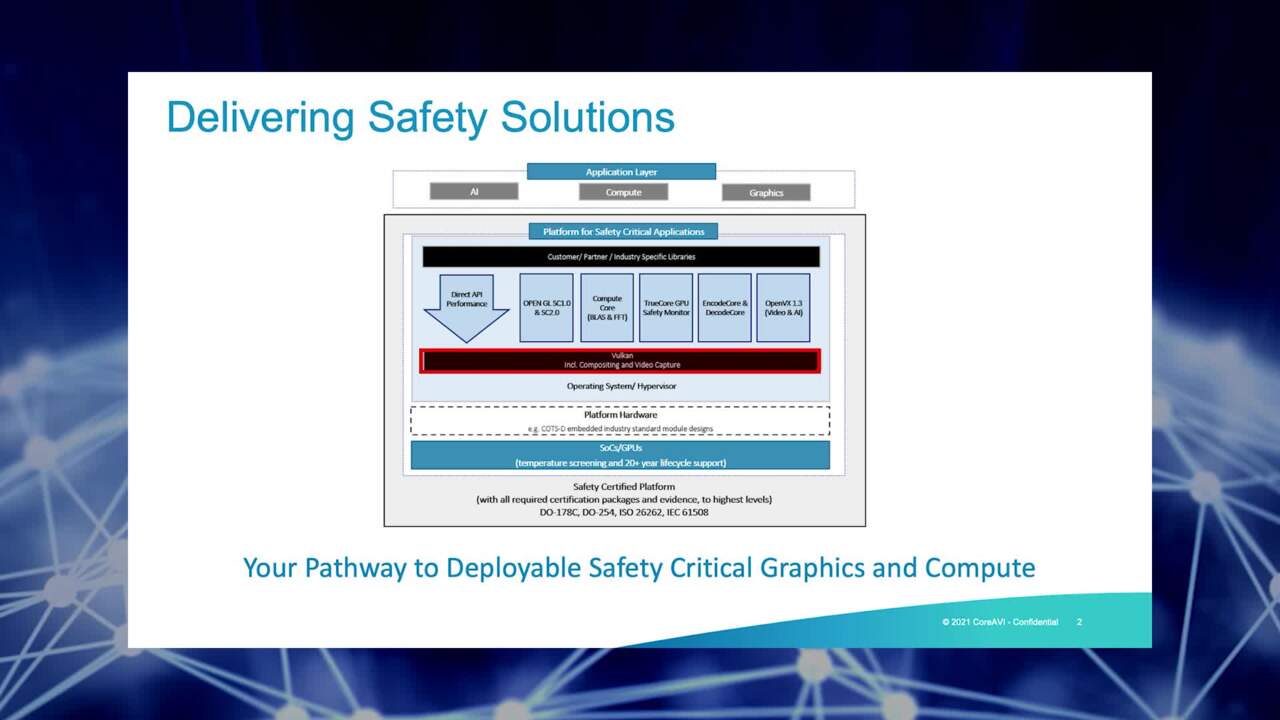 Delivering Safety Solutions
Application Layer
AI
Compute
Graphics
Platform for Safety Critical Applications
Customer/ Partner / Industry Specific Libraries
Direct API
Performance
OPEN GL SC1.0
& SC2.0
Compute
Core
(BLAS & FFT)
TrueCore GPU
Safety Monitor
EncodeCore &
DecodeCore
OpenVX 1.3
(Video & AI)
Vulkan
Incl. Compositing and Video Capture
Operating System/ Hypervisor
Platform Hardware
e.g. COTS-D embedded industry standard module designs
SoCs/GPUs
(temperature screening and 20+ year lifecycle support)
Safety Certified Platform
(with all required certification packages and evidence, to highest levels)
DO-178C, DO-254, ISO 26262, IEC 61508
Your Pathway to Deployable Safety Critical Graphics and Compute
© 2021 CoreAVI - Confidential 2